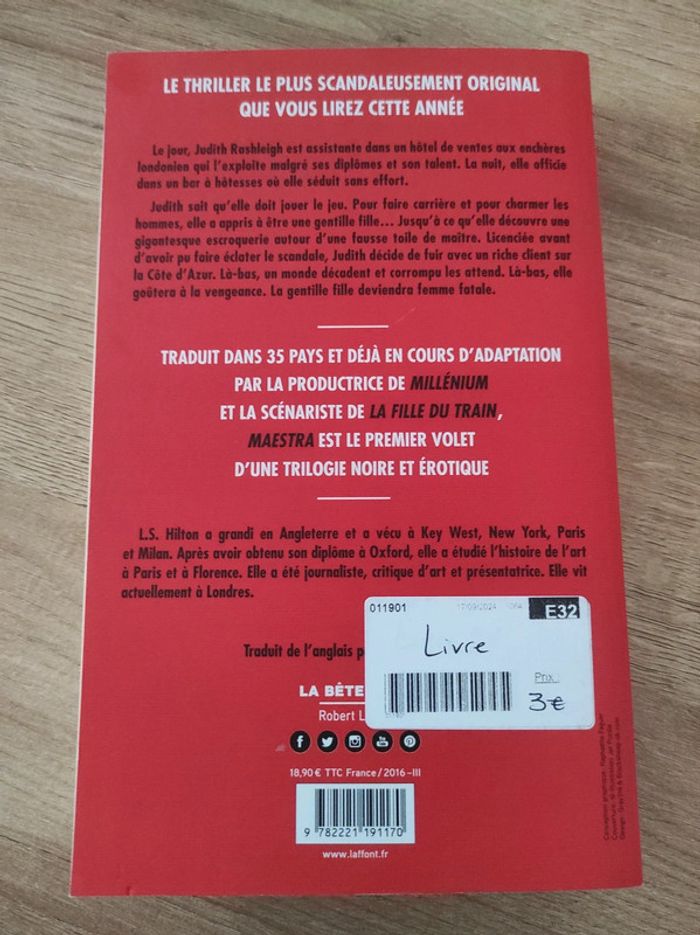 LE THRILLER LE PLUS SCANDALEUSEMENT ORIGINAL
QUE VOUS LIREZ CETTE ANNÉE
Le jour, Judith Rashleigh est assistante dans un hôtel de ventes aux enchères
londonien qui l'exploite malgré ses diplômes et son talent. La nuit, elle officie
dans un bar à hôtesses où elle séduit sans effort.
Judith sait qu'elle doit jouer le jeu. Pour faire carrière et pour charmer les
hommes, elle a appris à être une gentille fille... Jusqu'à ce qu'elle découvre une
gigantesque escroquerie autour d'une fausse toile de maître. Licenciée avant
d'avoir pu faire éclater le scandale, Judith décide de fuir avec un riche client sur
la Côte d'Azur. Là-bas, un monde décadent et corrompu les attend. Là-bas, elle
goûtera à la vengeance. La gentille fille deviendra femme fatale.
TRADUIT DANS 35 PAYS ET DÉJÀ EN COURS D'ADAPTATION
PAR LA PRODUCTRICE DE MILLÉNIUM
ET LA SCÉNARISTE DE LA FILLE DU TRAIN,
MAESTRA EST LE PREMIER VOLET
D'UNE TRILOGIE NOIRE ET ÉROTIQUE
L.S. Hilton a grandi en Angleterre et a vécu à Key West, New York, Paris
et Milan. Après avoir obtenu son diplôme à Oxford, elle a étudié l'histoire de l'art
à Paris et à Florence. Elle a été journaliste, critique d'art et présentatrice. Elle vit
actuellement à Londres.
011901 17/09/2024 E32
Livre
Prix :
3€
Traduit de l'anglais
LA BÊTE
Robert L
18,90 € TTC France / 2016-III
9 782221 191170
www.laffont.fr